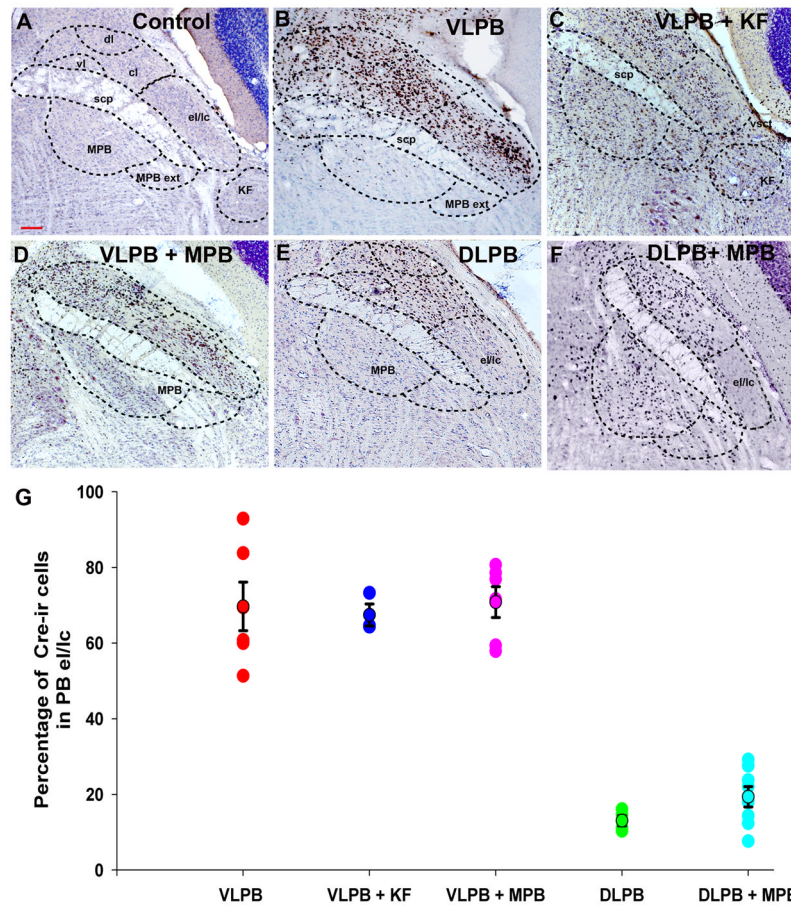 A Control
dl
vl
cl
scp
el/lc
MPB
MPB ext
KF
B VLPB
scp
MPB ext
C VLPB + KF
scp
vsct
KF
D VLPB + MPB
MPB
E DLPB
el/lc
MPB
F DLPB+ MPB
el/lc
G
100
80
60
40
20
0
Percentage of Cre-ir cells
in PB el/lc
VLPB VLPB + KF VLPB + MPB DLPB DLPB + MPB